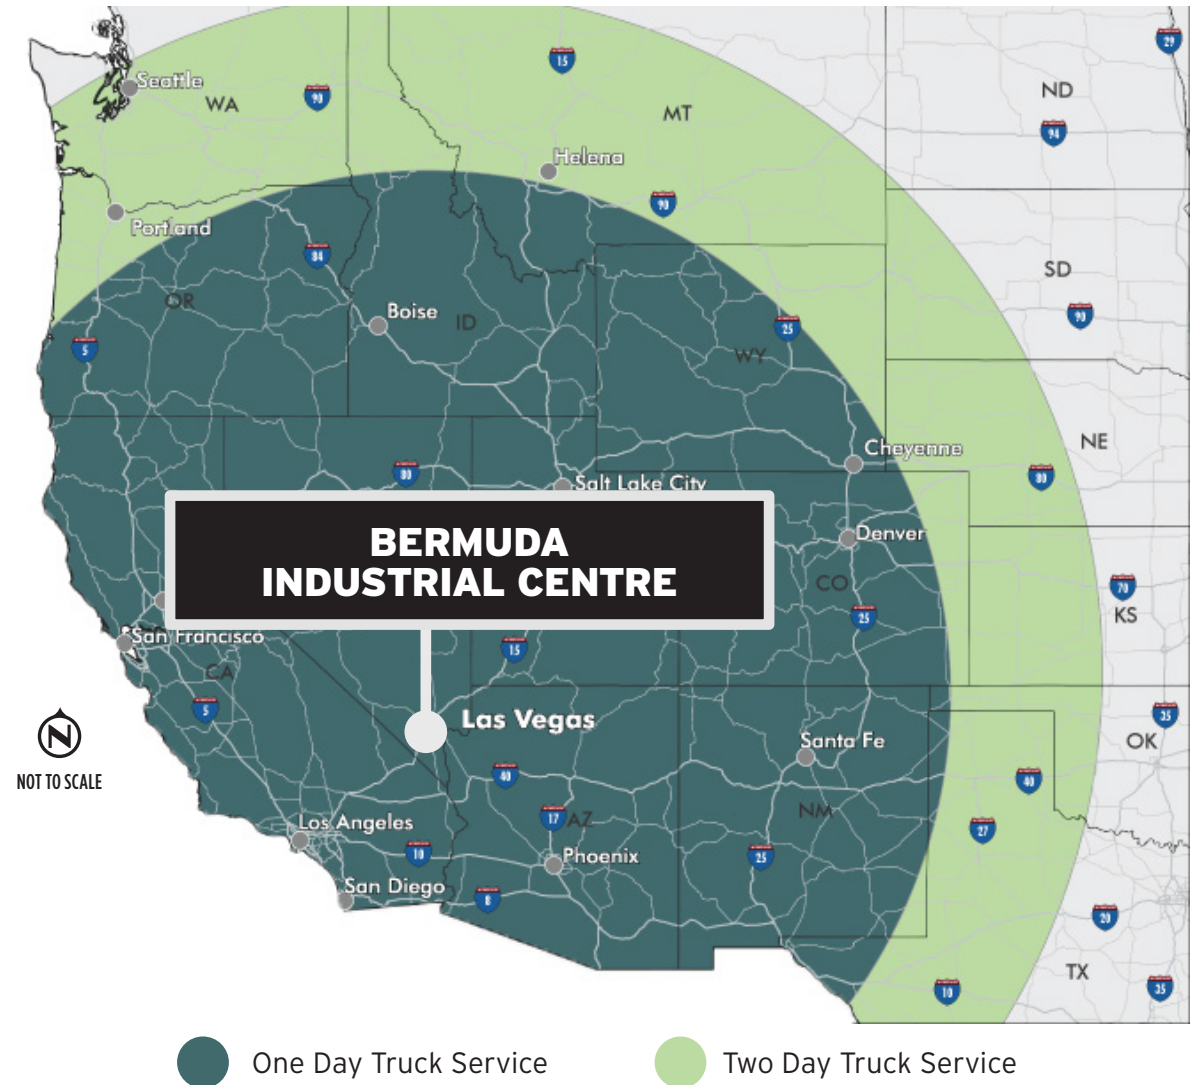 29
15
Seattle
WA
90
MT
ND
94
Helena
90
Portland
84
SD
OR
Boise
ID
25
90
5
WY
NE
Cheyenne
80
80
Salt Lake City
BERMUDA
INDUSTRIAL CENTRE
Denver
CO
70
25
KS
San Francisco
15
CA
5
Las Vegas
35
OK
Santa Fe
N
NOT TO SCALE
40
40
NM
17
AZ
27
Los Angeles
10
Phoenix
25
San Diego
8
20
TX
10
35
One Day Truck Service
Two Day Truck Service